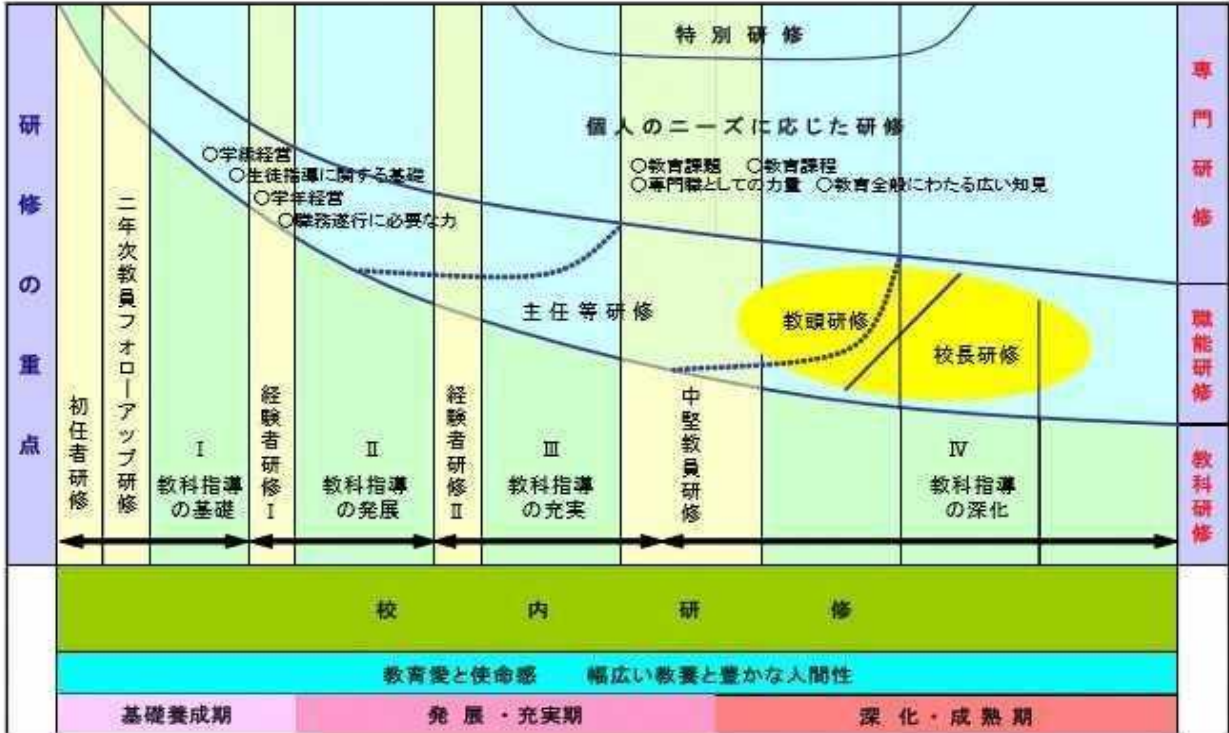 研修の重点
特別研修
個人のニーズに応じた研修
○学級経営
○生徒指導に関する基礎
○学年経営
○職務遂行に必要な力
○教育課題 ○教育課程
○専門職としての力量 ○教育全般にわたる広い知見
主任等研修
教頭研修
校長研修
初任者研修
二年次教員フォローアップ研修
Ⅰ
教科指導
の基礎
経験者研修Ⅰ
Ⅱ
教科指導
の発展
経験者研修Ⅱ
Ⅲ
教科指導
の充実
中堅教員研修
Ⅳ
教科指導
の深化
専門研修
職能研修
教科研修
校内研修
教育愛と使命感 幅広い教養と豊かな人間性
基礎養成期
発展・充実期
深化・成熟期